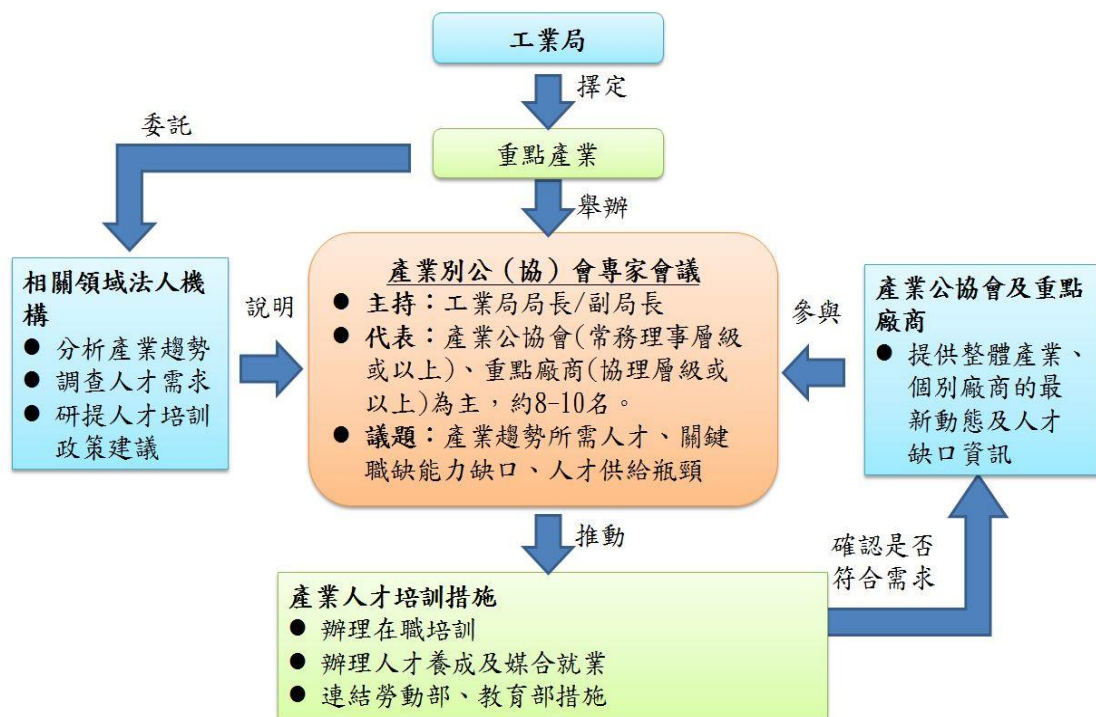 工業局
擇定
委託
重點產業
舉辦
相關領域法人機
構
● 分析產業趨勢
● 調查人才需求
● 研提人才培訓
政策建議
說明
產業別公（協）會專家會議
● 主持：工業局局長/副局長
● 代表：產業公協會(常務理事層級
或以上)、重點廠商(協理層級或
以上)為主，約8-10名。
● 議題：產業趨勢所需人才、關鍵
職缺能力缺口、人才供給瓶頸
參與
產業公協會及重點
廠商
● 提供整體產業、
個別廠商的最
新動態及人才
缺口資訊
推動
確認是否
符合需求
產業人才培訓措施
● 辦理在職培訓
● 辦理人才養成及媒合就業
● 連結勞動部、教育部措施